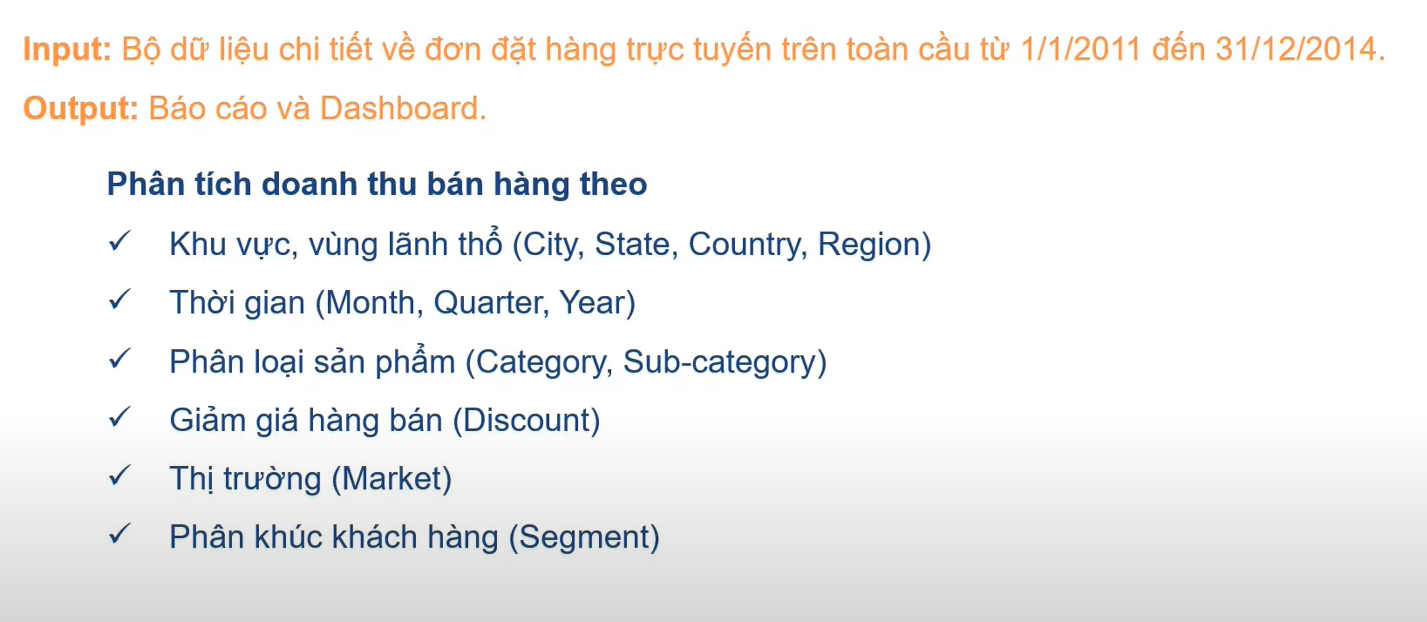 Input: Bộ dữ liệu chi tiết về đơn đặt hàng trực tuyến trên toàn cầu từ 1/1/2011 đến 31/12/2014.
Output: Báo cáo và Dashboard.
Phân tích doanh thu bán hàng theo
✓ Khu vực, vùng lãnh thổ (City, State, Country, Region)
✓ Thời gian (Month, Quarter, Year)
✓ Phân loại sản phẩm (Category, Sub-category)
✓ Giảm giá hàng bán (Discount)
✓ Thị trường (Market)
✓ Phân khúc khách hàng (Segment)